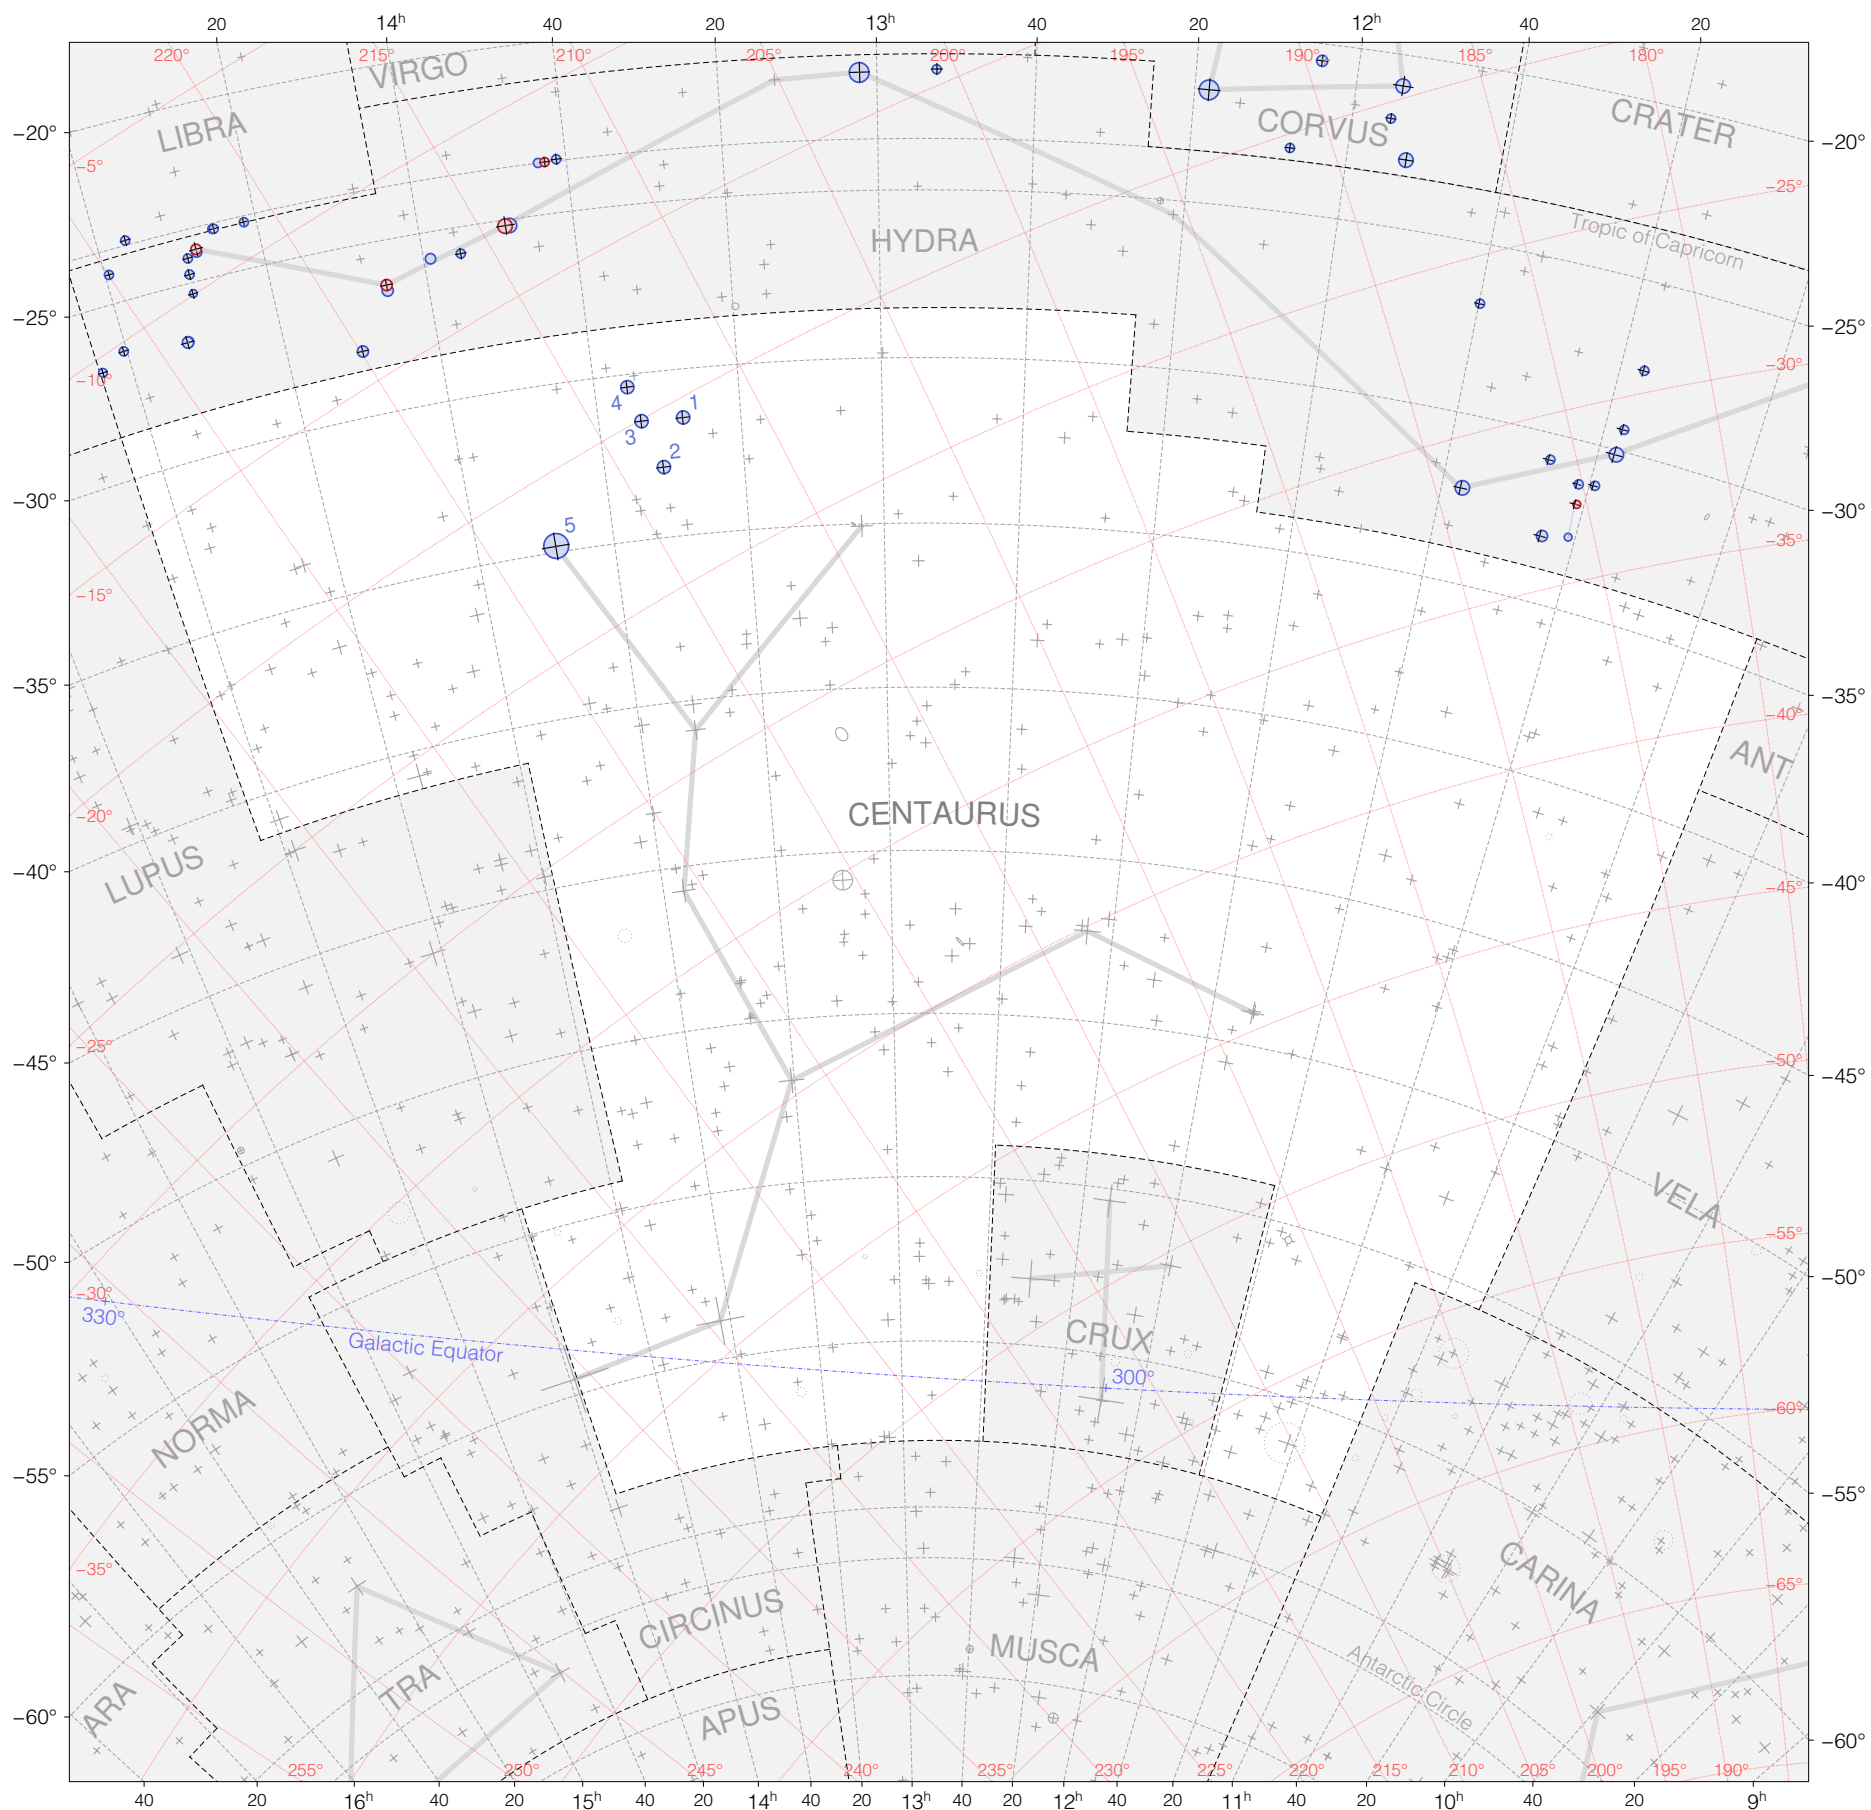 20 14h 40 20 13h 40 20 12h 40 20
220° 215° 210° 205° 200° 195° 190° 185° 180°
VIRGO
LIBRA
CORVUS
CRATER
−20°
−20°
−5°
−25°
HYDRA
Tropic of Capricorn
−25°
−25°
−30°
−10°
4
1
3
2
−30°
−30°
5
−35°
−15°
−35°
−35°
−40°
ANT
CENTAURUS
−20°
LUPUS
−40°
−40°
−45°
−25°
−45°
−50°
−45°
VELA
−55°
−50°
−50°
−30°
330°
Galactic Equator
CRUX
300°
−60°
NORMA
−55°
−55°
−35°
CARINA
−65°
CIRCINUS
MUSCA
TRA
ARA
APUS
Antarctic Circle
−60°
−60°
255° 250° 245° 240° 235° 230° 225° 220° 215° 210° 205° 200° 195° 190°
40 20 16h 40 20 15h 40 20 14h 40 20 13h 40 20 12h 40 20 11h 40 20 10h 40 20 9h